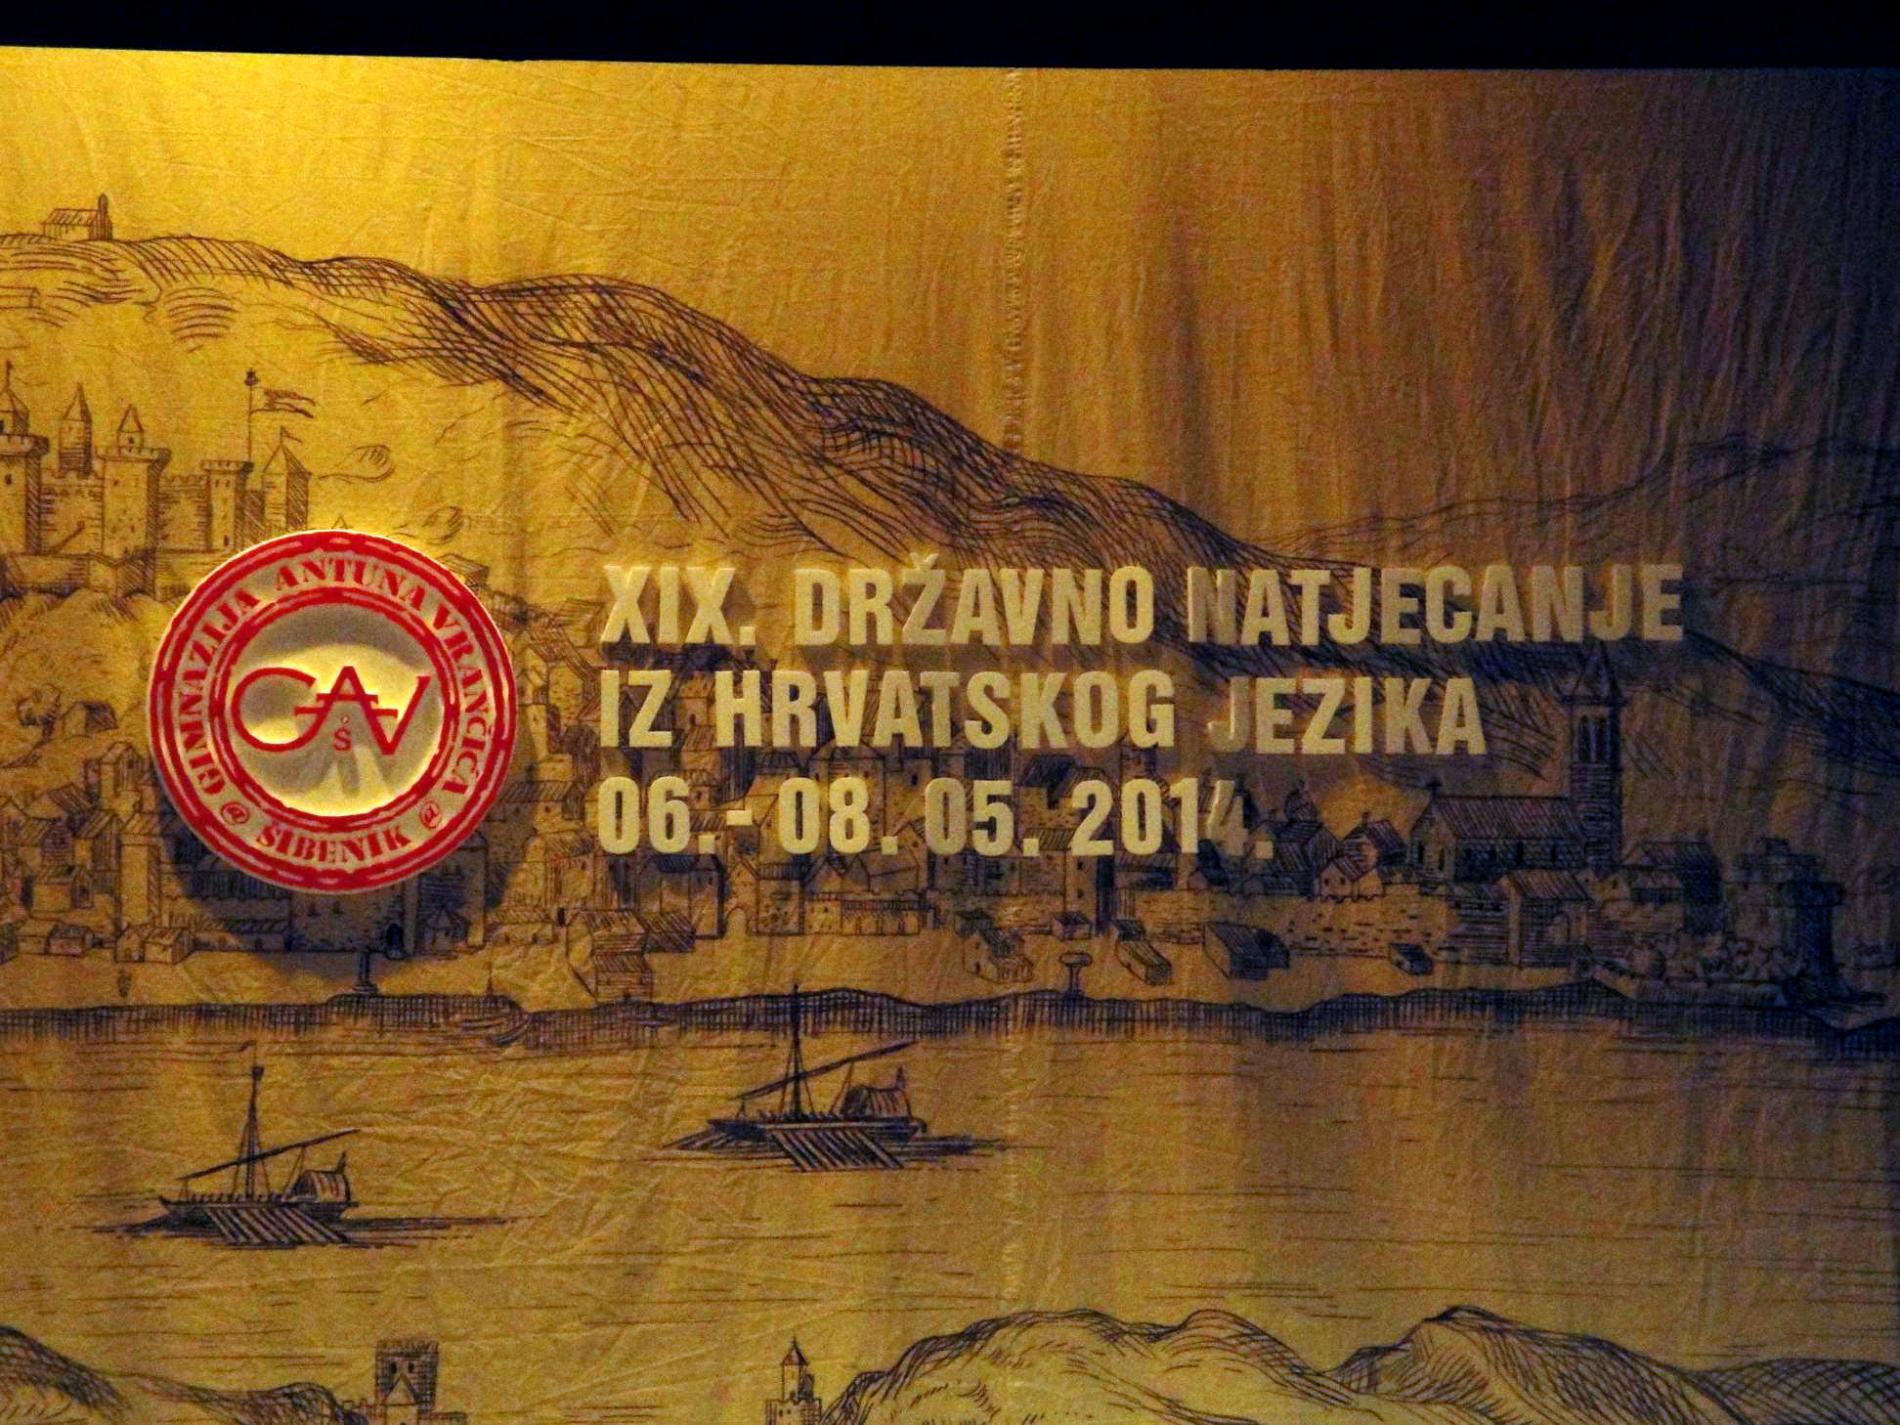 GIMNAZIJA ANTUNA VRANČIĆA
GAV
Š
@ ŠIBENIK @
XIX. DRŽAVNO NATJECANJE
IZ HRVATSKOG JEZIKA
06.- 08. 05. 2014.